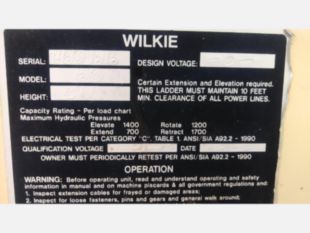 WILKIE
SERIAL: DESIGN VOLTAGE:
MODEL: Certain Extension and Elevation required.
THIS LADDER MUST MAINTAIN 10 FEET
HEIGHT: MIN. CLEARANCE OF ALL POWER LINES.
Capacity Rating - Per load chart
Maximum Hydraulic Pressures
Elevate 1400 Rotate 1200
Extend 700 Retract 1700
ELECTRICAL TEST PER CATEGORY "C". TABLE 1. ANSI/SIA A92.2 - 1990
QUALIFICATION VOLTAGE DATE
OWNER MUST PERIODICALLY RETEST PER ANSI/SIA A92.2 - 1990
OPERATION
WARNING: Before operating unit, read and understand operating and safety
information in manual and on machine placards & all government regulations and:
1. Inspect extension cables for frayed or damaged areas;
2. Inspect for loose fasteners, pins and gears and general walk around;